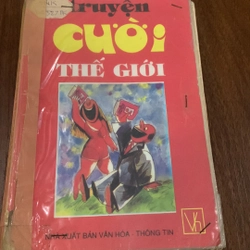 truyện
cười
THẾ GIỚI
NHÀ XUẤT BẢN VĂN HÓA - THÔNG TIN